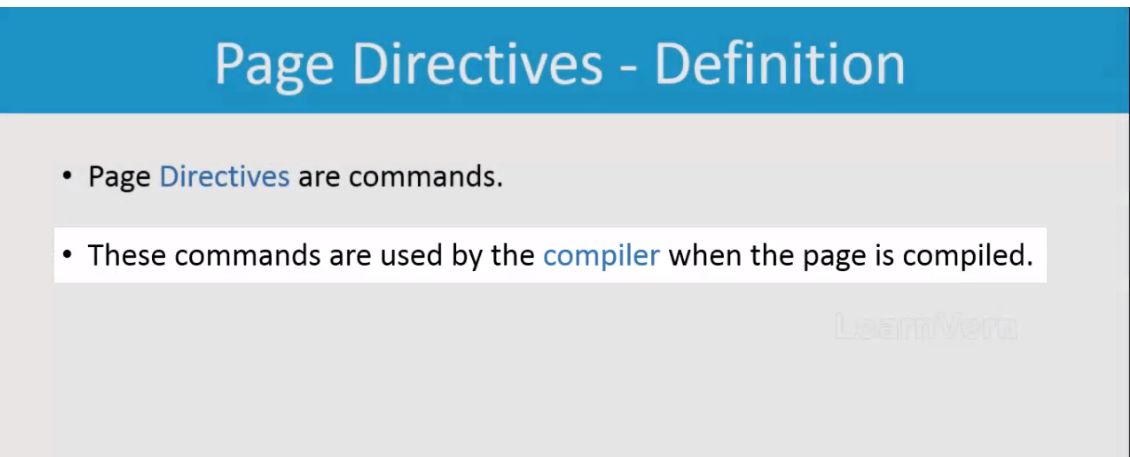 Page Directives - Definition
• Page Directives are commands.
• These commands are used by the compiler when the page is compiled.
LearnVern